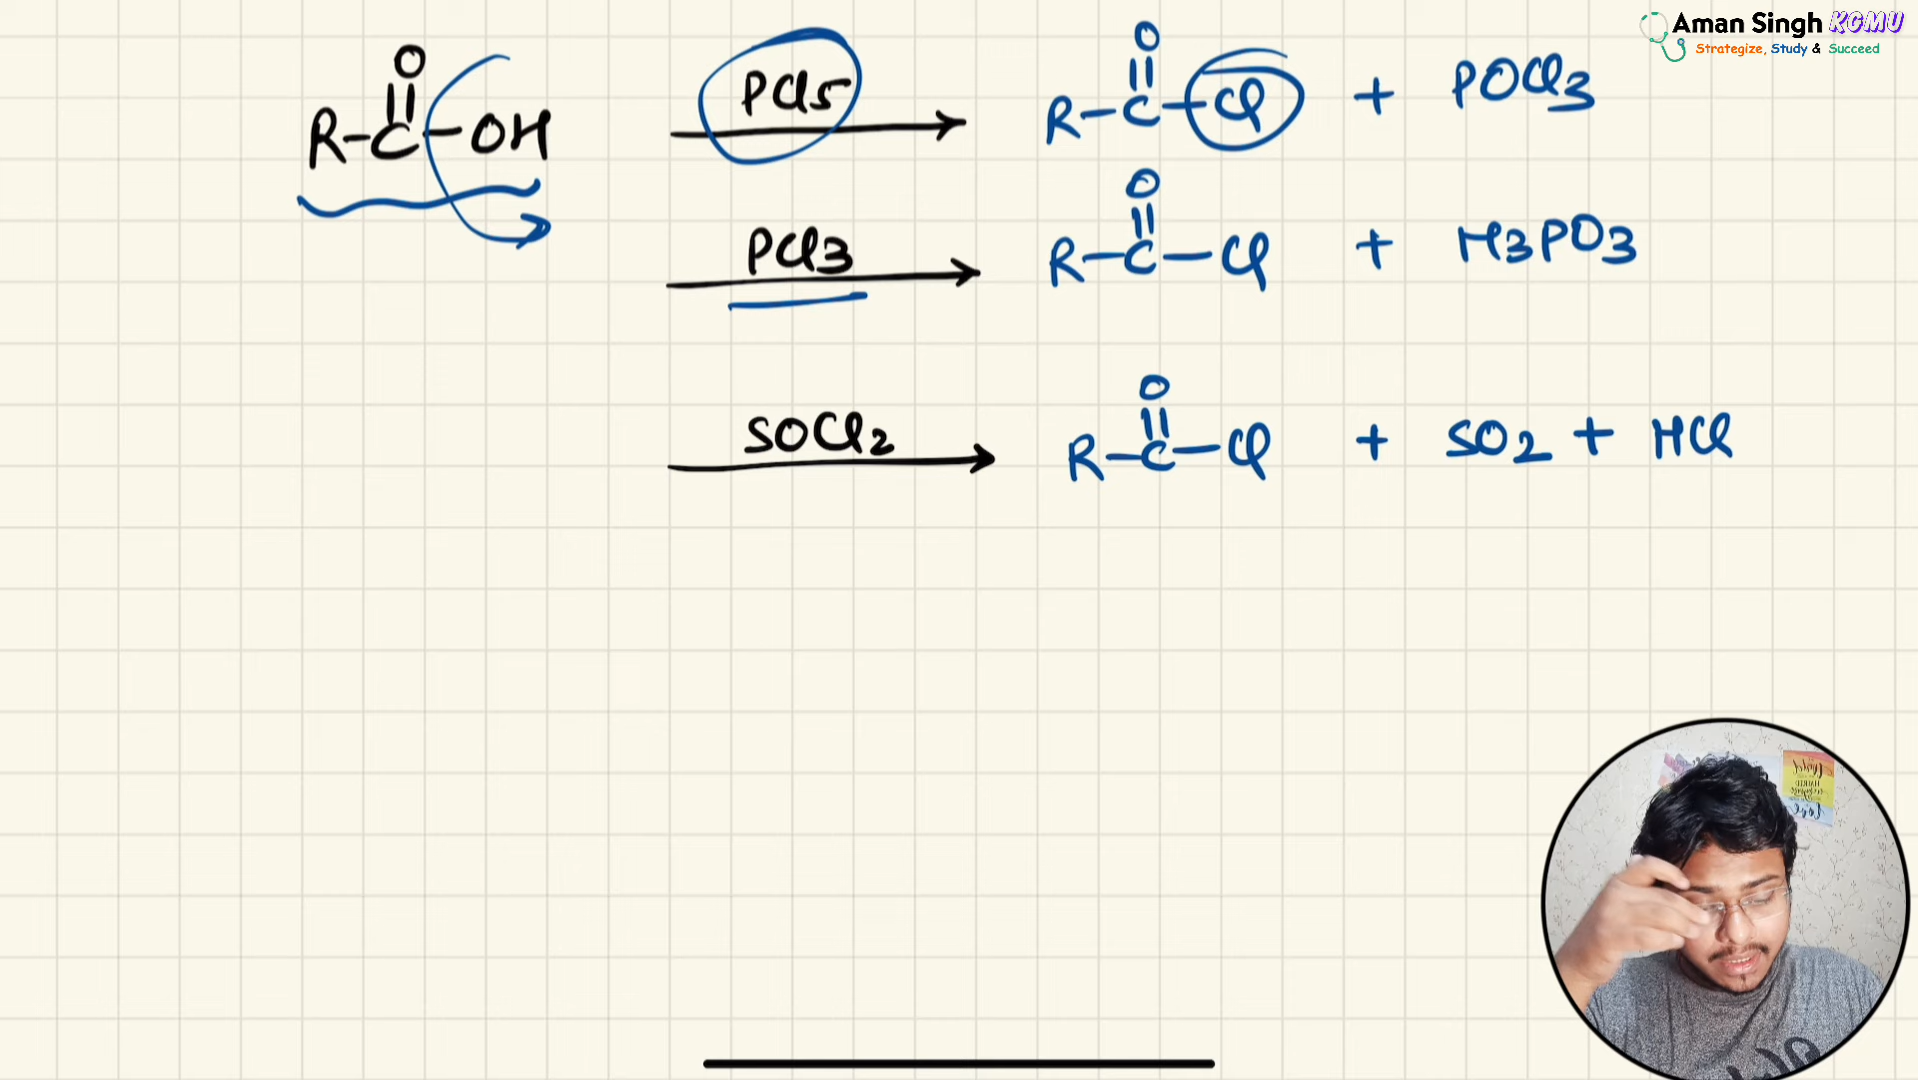 Aman Singh KGMU
Strategize, Study & Succeed
O
||
R-C-OH
PCl5
O
||
R-C-Cl + POCl3
PCl3
O
||
R-C-Cl + H3PO3
SOCl2
O
||
R-C-Cl + SO2 + HCl